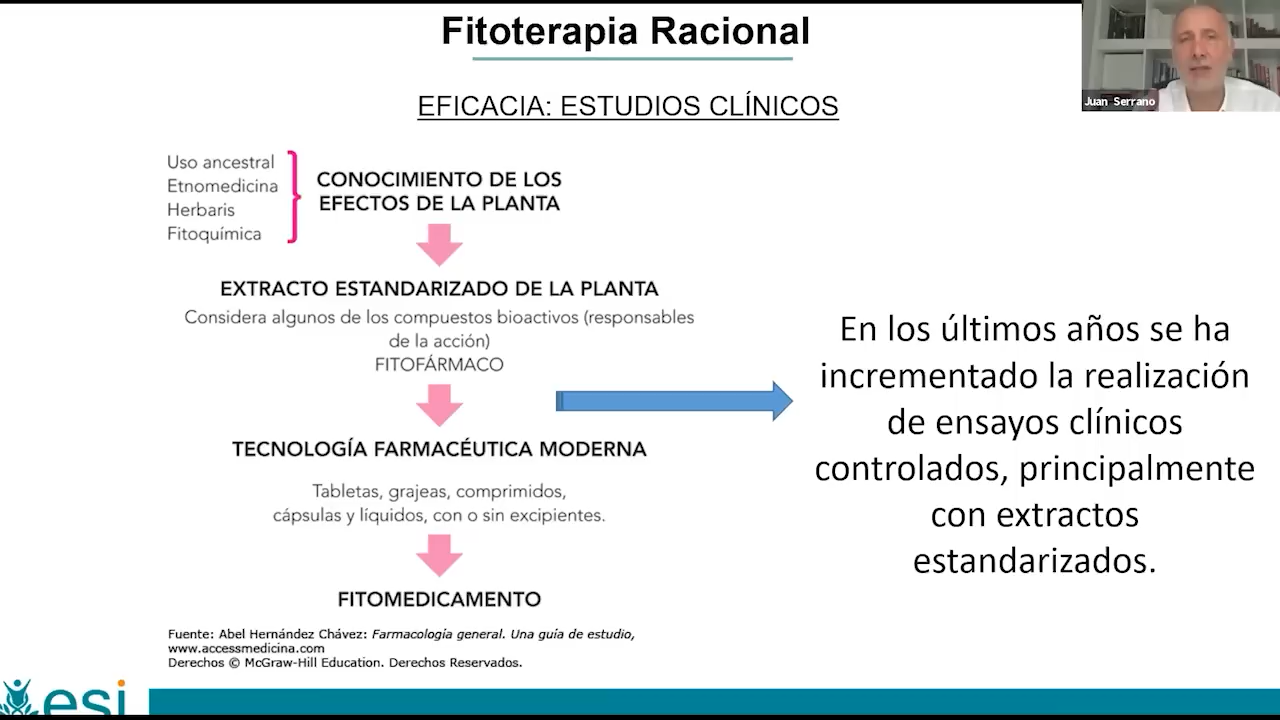 Fitoterapia Racional
Juan Serrano
EFICACIA: ESTUDIOS CLÍNICOS
Uso ancestral
Etnomedicina
Herbaris
Fitoquímica
CONOCIMIENTO DE LOS
EFECTOS DE LA PLANTA
EXTRACTO ESTANDARIZADO DE LA PLANTA
Considera algunos de los compuestos bioactivos (responsables
de la acción)
FITOFÁRMACO
TECNOLOGÍA FARMACÉUTICA MODERNA
Tabletas, grajeas, comprimidos,
cápsulas y líquidos, con o sin excipientes.
FITOMEDICAMENTO
Fuente: Abel Hernández Chávez: Farmacologia general. Una guia de estudio,
www.accessmedicina.com
Derechos © McGraw-Hill Education. Derechos Reservados.
En los últimos años se ha
incrementado la realización
de ensayos clínicos
controlados, principalmente
con extractos
estandarizados.
esi